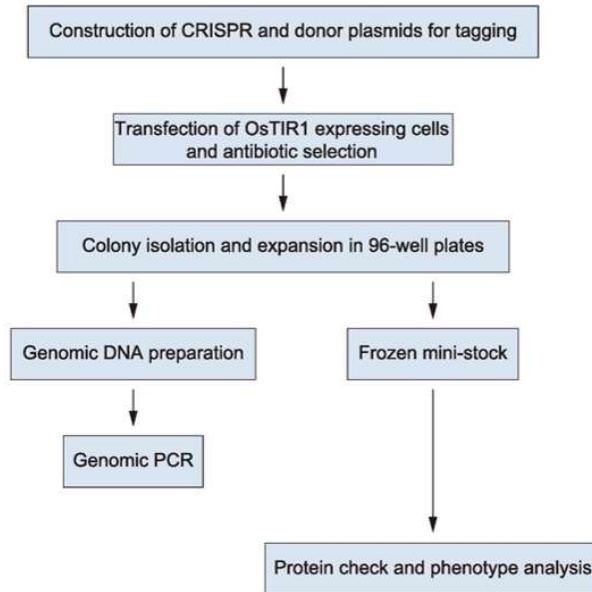 Construction of CRISPR and donor plasmids for tagging
Transfection of OsTIR1 expressing cells
and antibiotic selection
Colony isolation and expansion in 96-well plates
Genomic DNA preparation
Frozen mini-stock
Genomic PCR
Protein check and phenotype analysis